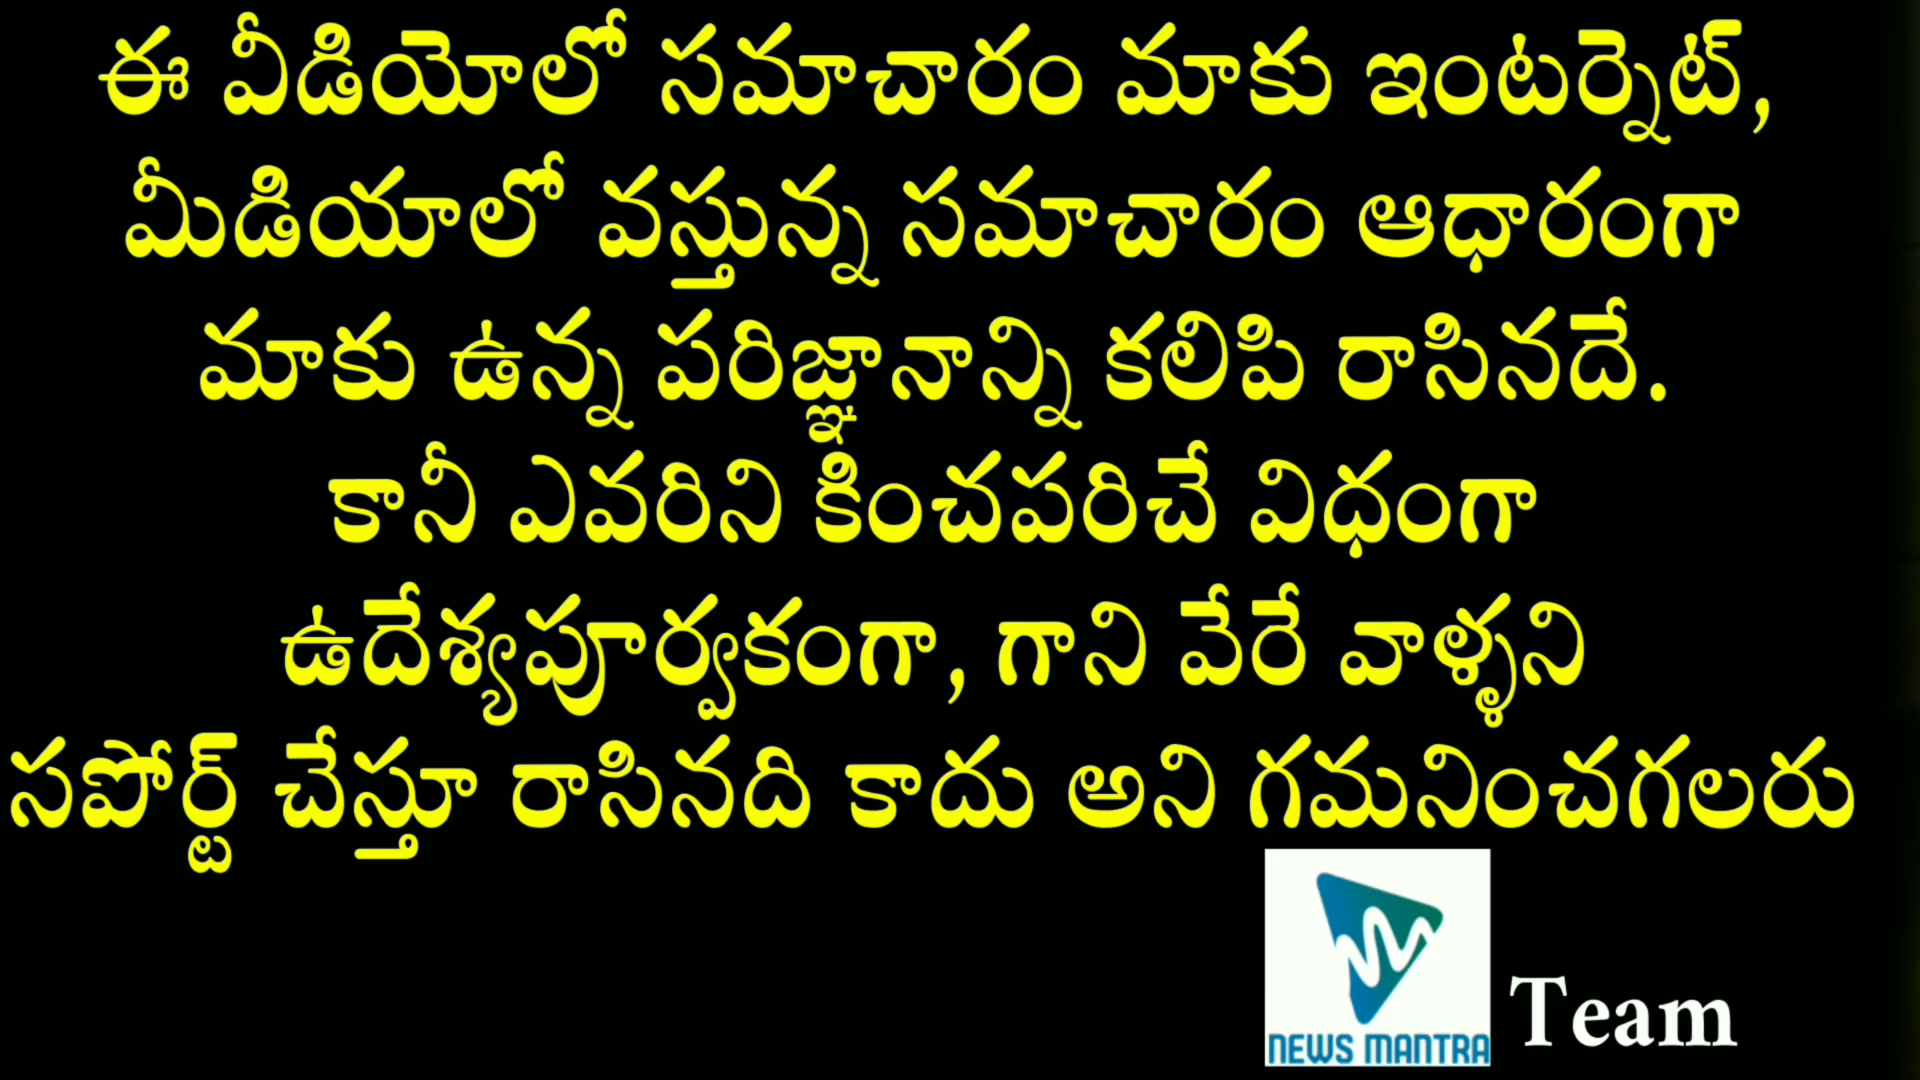 ఈ వీడియోలో సమాచారం మాకు ఇంటర్నెట్,
మీడియాలో వస్తున్న సమాచారం ఆధారంగా
మాకు ఉన్న పరిజ్ఞానాన్ని కలిపి రాసినదే.
కానీ ఎవరిని కించపరిచే విధంగా
ఉదేశ్యపూర్వకంగా, గాని వేరే వాళ్ళని
సపోర్ట్ చేస్తూ రాసినది కాదు అని గమనించగలరు
NEWS MANTRA Team